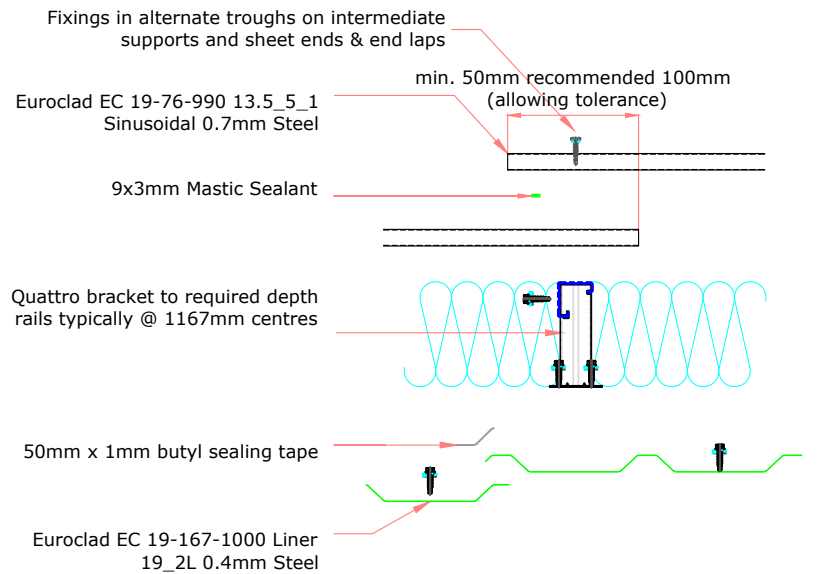 Fixings in alternate troughs on intermediate
supports and sheet ends & end laps
min. 50mm recommended 100mm
(allowing tolerance)
Euroclad EC 19-76-990 13.5_5_1
Sinusoidal 0.7mm Steel
9x3mm Mastic Sealant
Quattro bracket to required depth
rails typically @ 1167mm centres
50mm x 1mm butyl sealing tape
Euroclad EC 19-167-1000 Liner
19_2L 0.4mm Steel